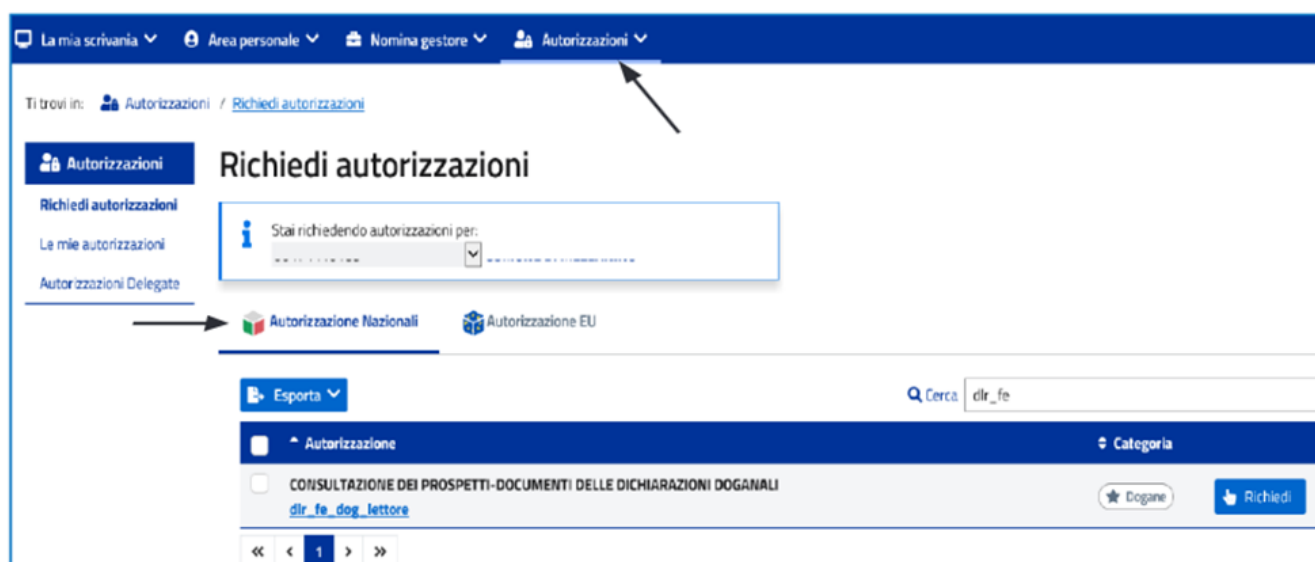 La mia scrivania Area personale Nomina gestore Autorizzazioni
Ti trovi in: Autorizzazioni / Richiedi autorizzazioni
Autorizzazioni
Richiedi autorizzazioni
Le mie autorizzazioni
Autorizzazioni Delegate
Richiedi autorizzazioni
Stai richiedendo autorizzazioni per:
Autorizzazione Nazionali Autorizzazione EU
Esporta Cerca dlr_fe
Autorizzazione Categoria
CONSULTAZIONE DEI PROSPETTI-DOCUMENTI DELLE DICHIARAZIONI DOGANALI
dlr_fe_dog_lettore Dogane Richiedi
« < 1 > »